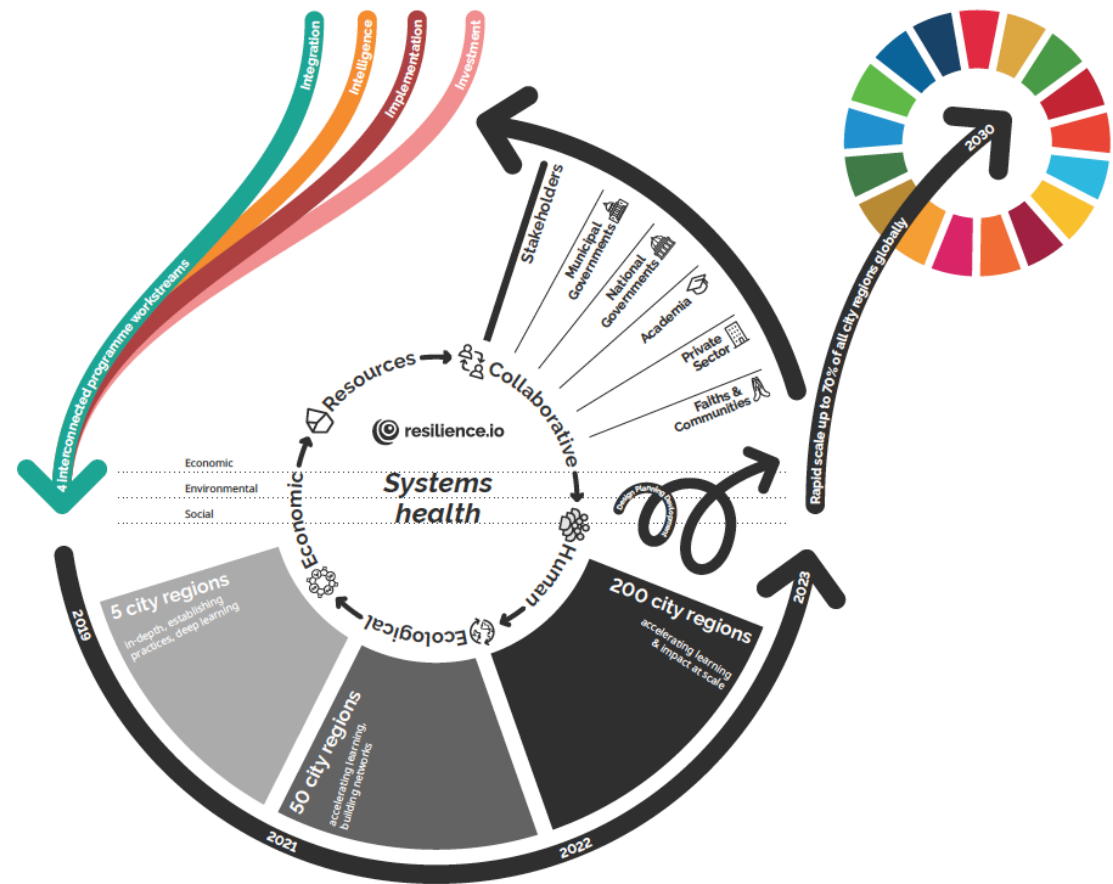 Integration
Intelligence
Implementation
Investment
4 interconnected programme workstreams
Stakeholders
Municipal
Governments
National
Governments
Academia
Private
Sector
Faiths &
Communities
2030
Rapid scale up to 70% of all city regions globally
Resources
Collaborative
Human
Ecological
Economic
resilience.io
Systems
health
Economic
Environmental
Social
Design Planning Development
5 city regions
in-depth, establishing
practices, deep learning
50 city regions
accelerating learning,
building networks
200 city regions
accelerating learning
& impact at scale
2019
2021
2022
2023